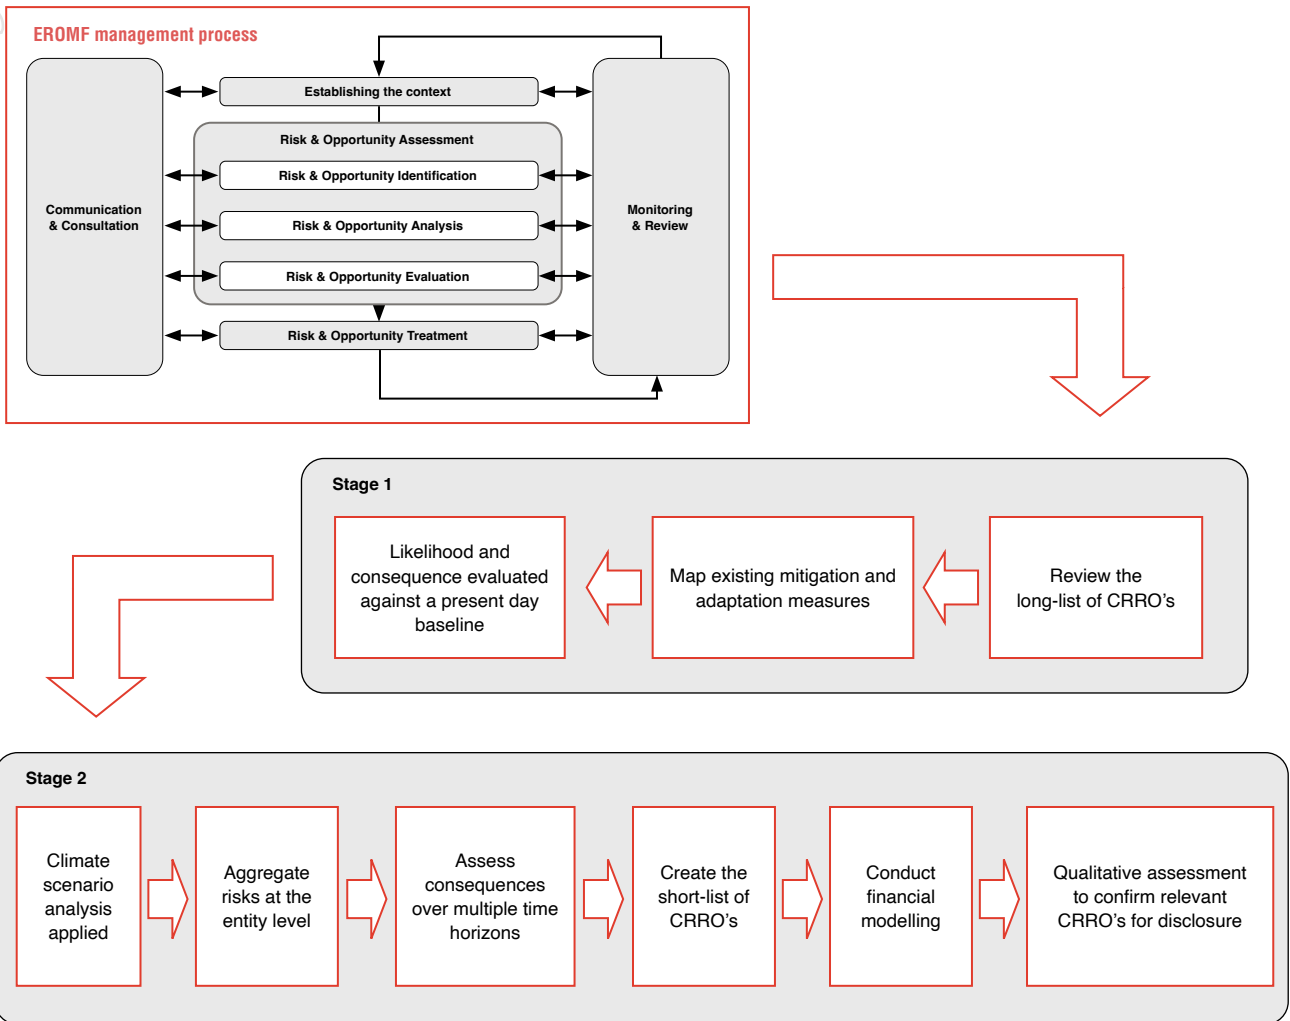 EROMF management process
Establishing the context
Risk & Opportunity Assessment
Risk & Opportunity Identification
Communication
& Consultation
Risk & Opportunity Analysis
Monitoring
& Review
Risk & Opportunity Evaluation
Risk & Opportunity Treatment
Stage 1
Review the
long-list of CRRO's
Map existing mitigation and
adaptation measures
Likelihood and
consequence evaluated
against a present day
baseline
Stage 2
Climate
scenario
analysis
applied
Aggregate
risks at the
entity level
Assess
consequences
over multiple time
horizons
Create the
short-list of
CRRO's
Conduct
financial
modelling
Qualitative assessment
to confirm relevant
CRRO's for disclosure